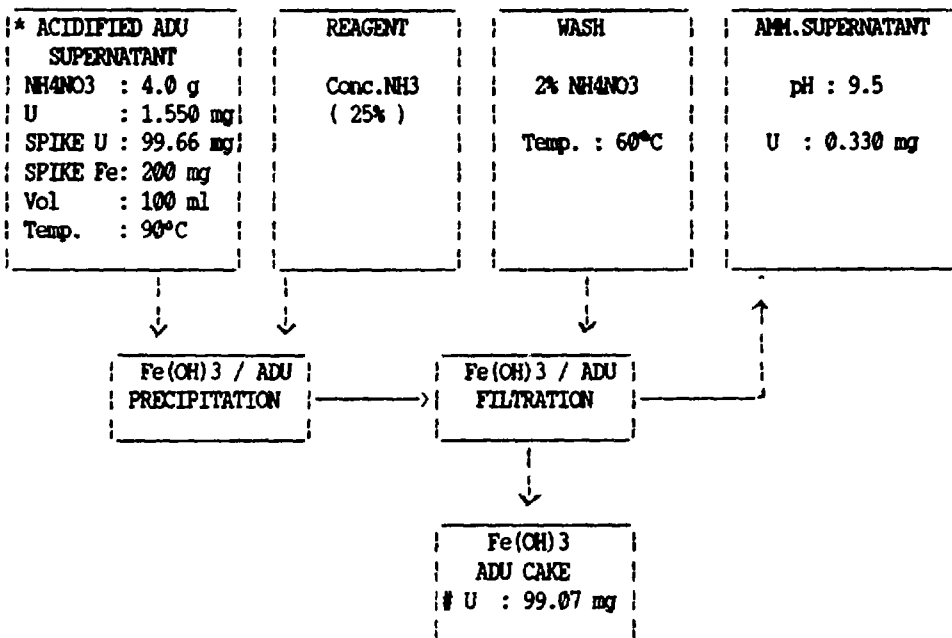 * ACIDIFIED ADU
SUPERNATANT
NH4NO3 : 4.0 g
U : 1.550 mg
SPIKE U : 99.66 mg
SPIKE Fe: 200 mg
Vol : 100 ml
Temp. : 90°C
REAGENT
Conc.NH3
( 25% )
WASH
2% NH4NO3
Temp. : 60°C
AMM.SUPERNATANT
pH : 9.5
U : 0.330 mg
Fe(OH)3 / ADU
PRECIPITATION
Fe(OH)3 / ADU
FILTRATION
Fe(OH)3
ADU CAKE
# U : 99.07 mg